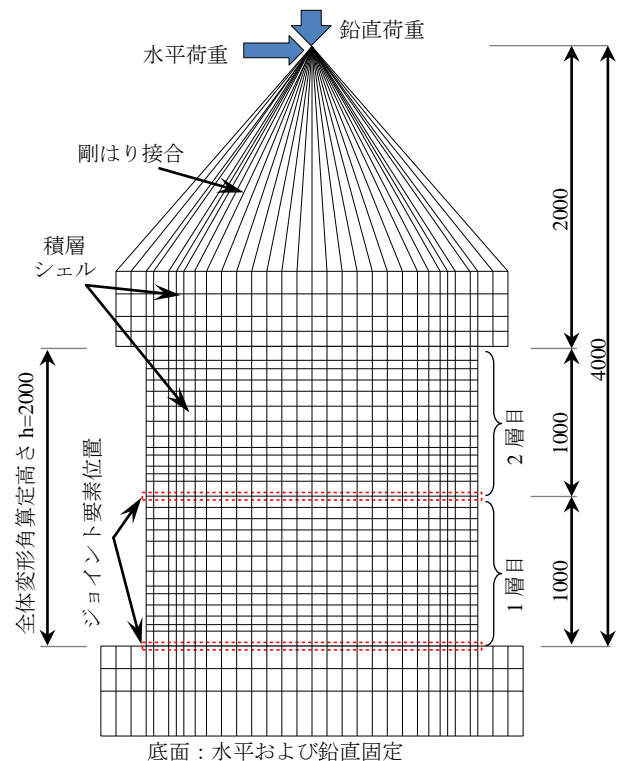 鉛直荷重
水平荷重
剛はり接合
積層
シェル
2000
4000
全体変形角算定高さ h=2000
ジョイント要素位置
2 層目
1000
1 層目
1000
底面：水平および鉛直固定